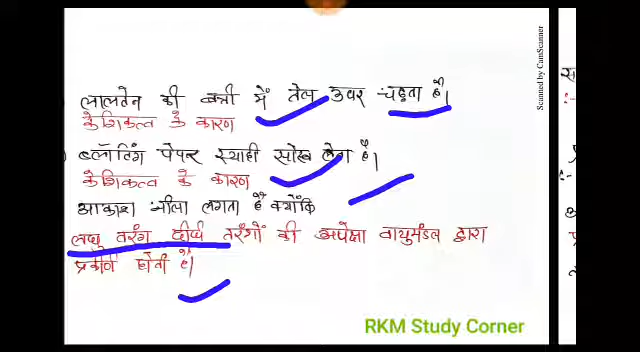 लालटेन की बत्ती में तेल उपर चढ़ता है।
केशिकत्व के कारण
ब्लॉटिंग पेपर स्याही सोख लेता है।
केशिकत्व के कारण
आकाश नीला लगता है क्योंकि
लघु तरंग दीर्घ तरंगों की अपेक्षा वायुमंडल द्वारा
प्रकीर्ण होती है।
RKM Study Corner
Scanned by CamScanner